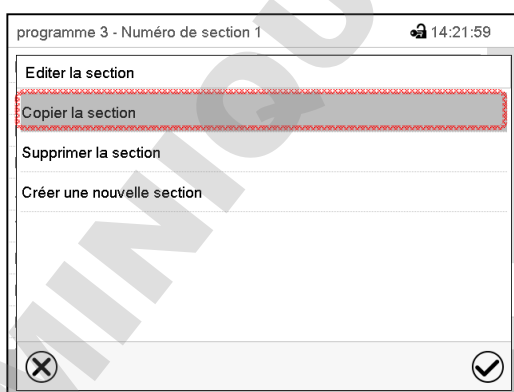 programme 3 - Numéro de section 1 14:21:59
Editer la section
Copier la section
Supprimer la section
Créer une nouvelle section